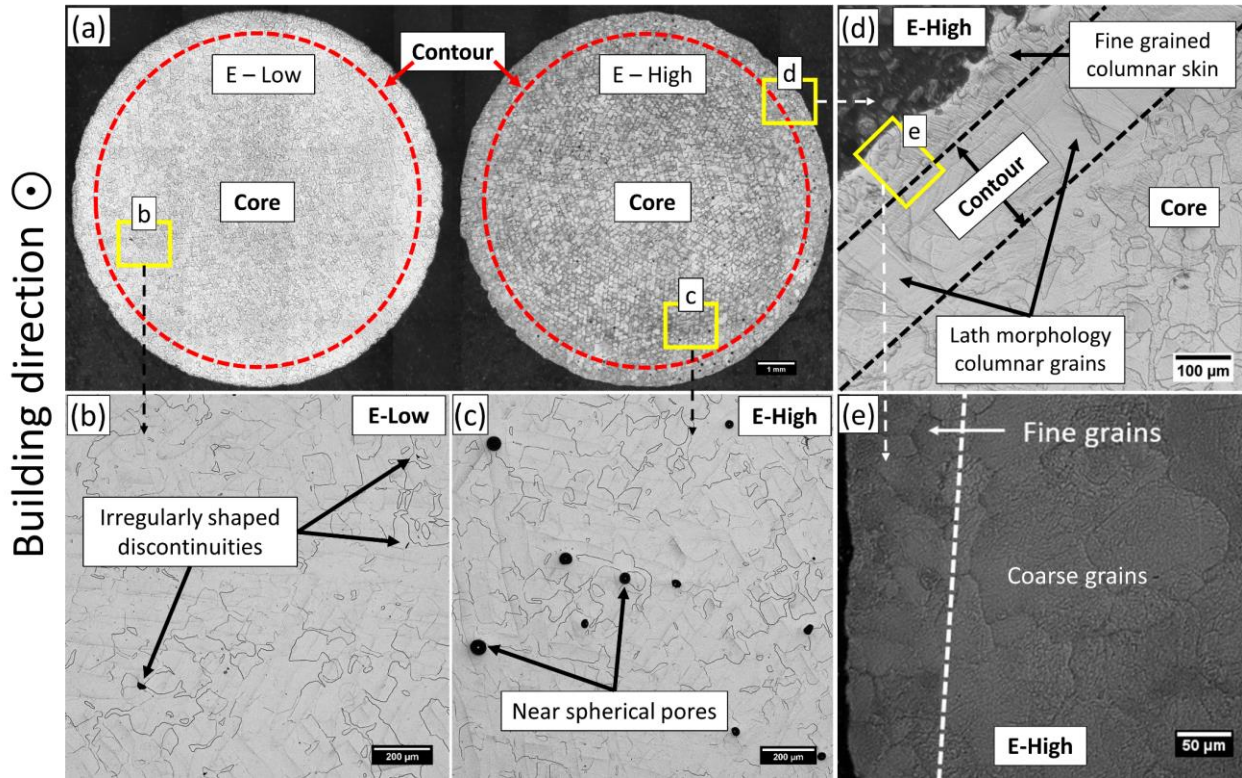 Building direction ⊙
(a)
E – Low
Contour
E – High
Core
Core
b
c
d
1 mm
(b)
E-Low
Irregularly shaped
discontinuities
200 µm
(c)
E-High
Near spherical pores
200 µm
(d)
E-High
Fine grained
columnar skin
e
Contour
Core
Lath morphology
columnar grains
100 µm
(e)
Fine grains
Coarse grains
E-High
50 µm